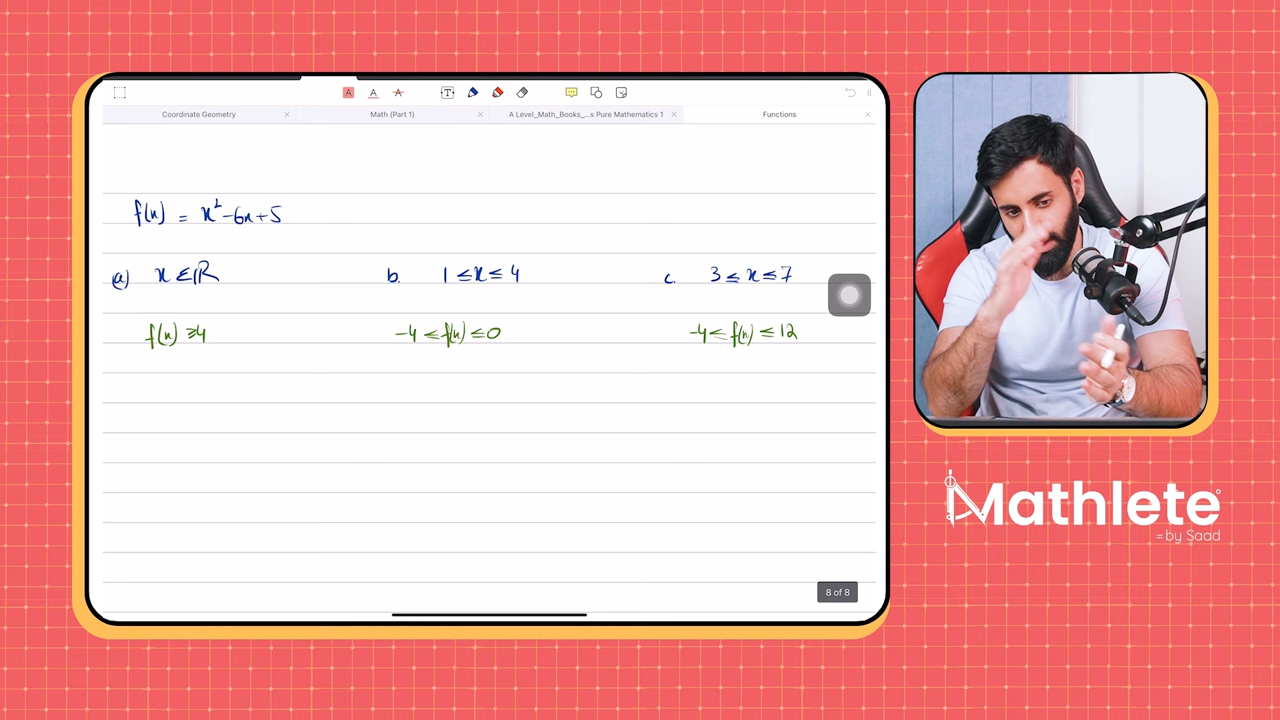 Coordinate Geometry
Math (Part 1)
A Level_Math_Books_...s Pure Mathematics 1
Functions
f(x) = x² - 6x + 5
(a) x ∈ ℝ
b. 1 ≤ x ≤ 4
c. 3 ≤ x ≤ 7
f(x) ≥ 4
-4 ≤ f(x) ≤ 0
-4 ≤ f(x) ≤ 12
8 of 8
Mathlete
= by Saad